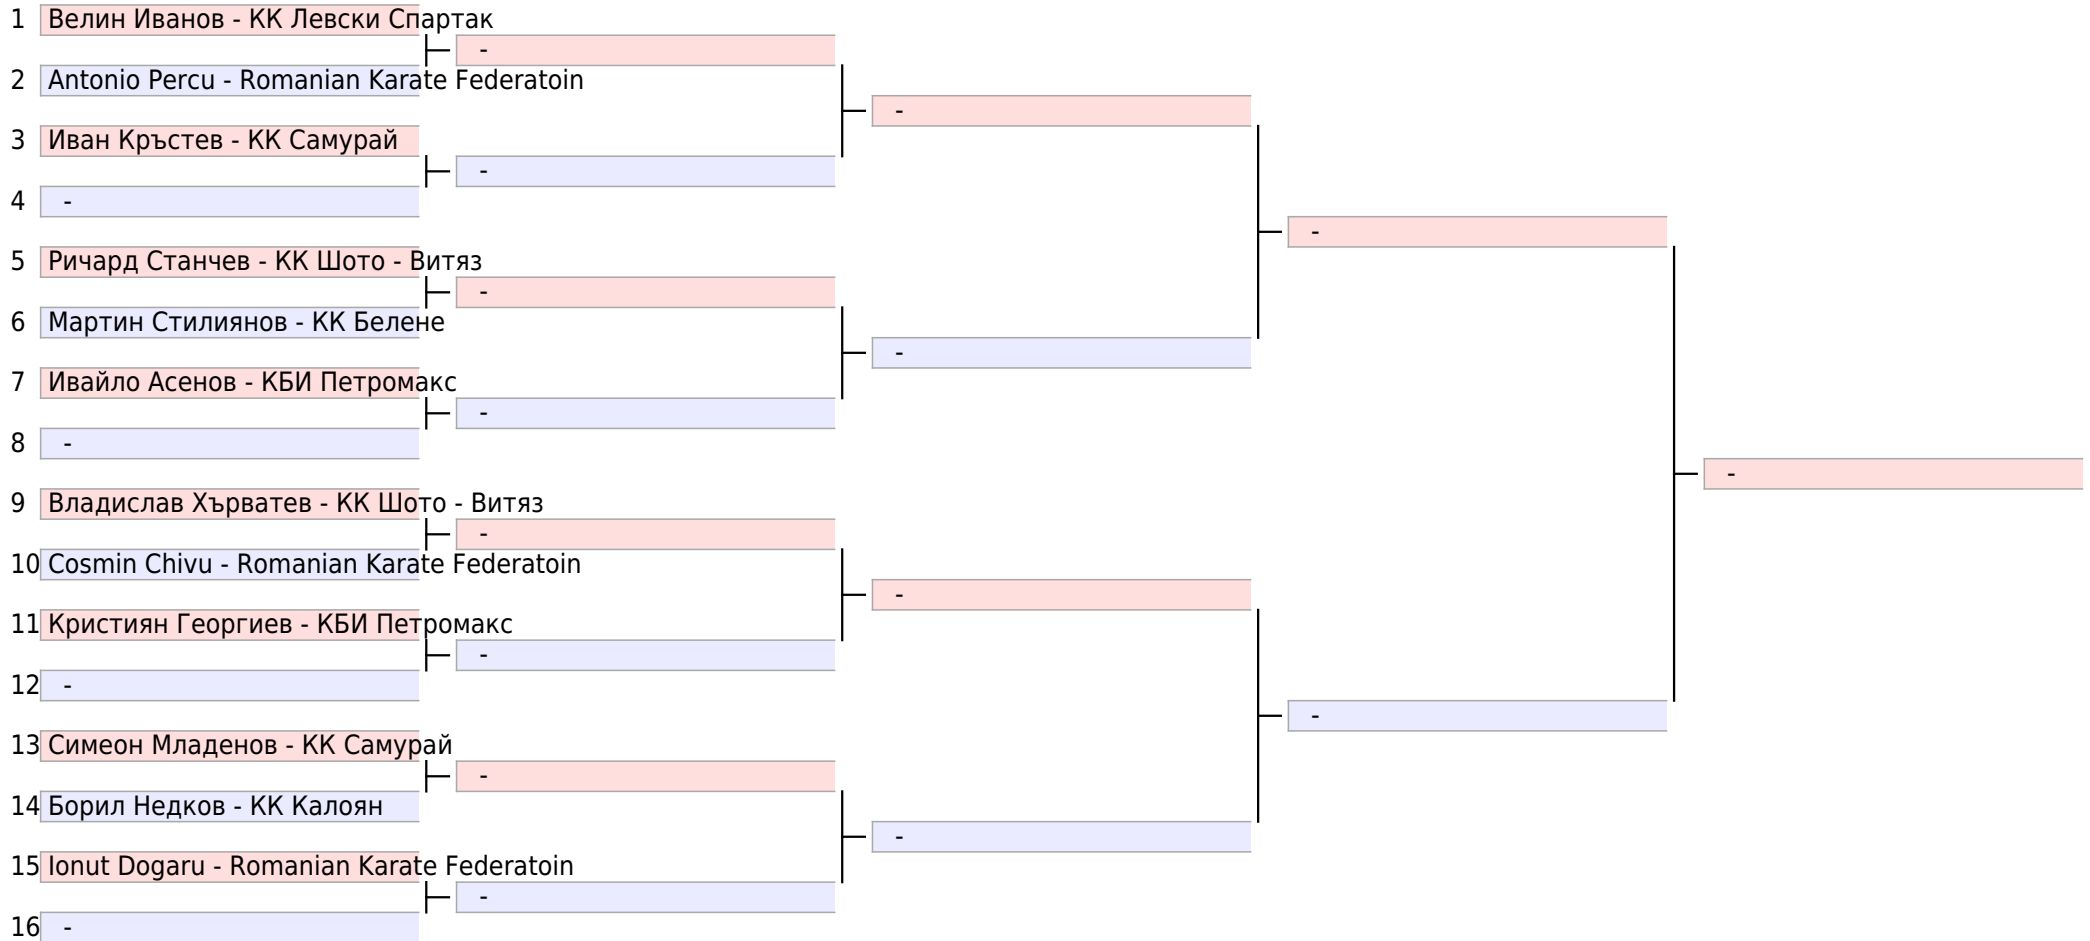 1 Велин Иванов - КК Левски Спартак
-
2 Antonio Percu - Romanian Karate Federatoin
-
3 Иван Кръстев - КК Самурай
-
4 -
-
5 Ричард Станчев - КК Шото - Витяз
-
6 Мартин Стилиянов - КК Белене
-
7 Ивайло Асенов - КБИ Петромакс
-
8 -
-
9 Владислав Хърватев - КК Шото - Витяз
-
10 Cosmin Chivu - Romanian Karate Federatoin
-
11 Кристиян Георгиев - КБИ Петромакс
-
12 -
-
13 Симеон Младенов - КК Самурай
-
14 Борил Недков - КК Калоян
-
15 Ionut Dogaru - Romanian Karate Federatoin
-
16 -